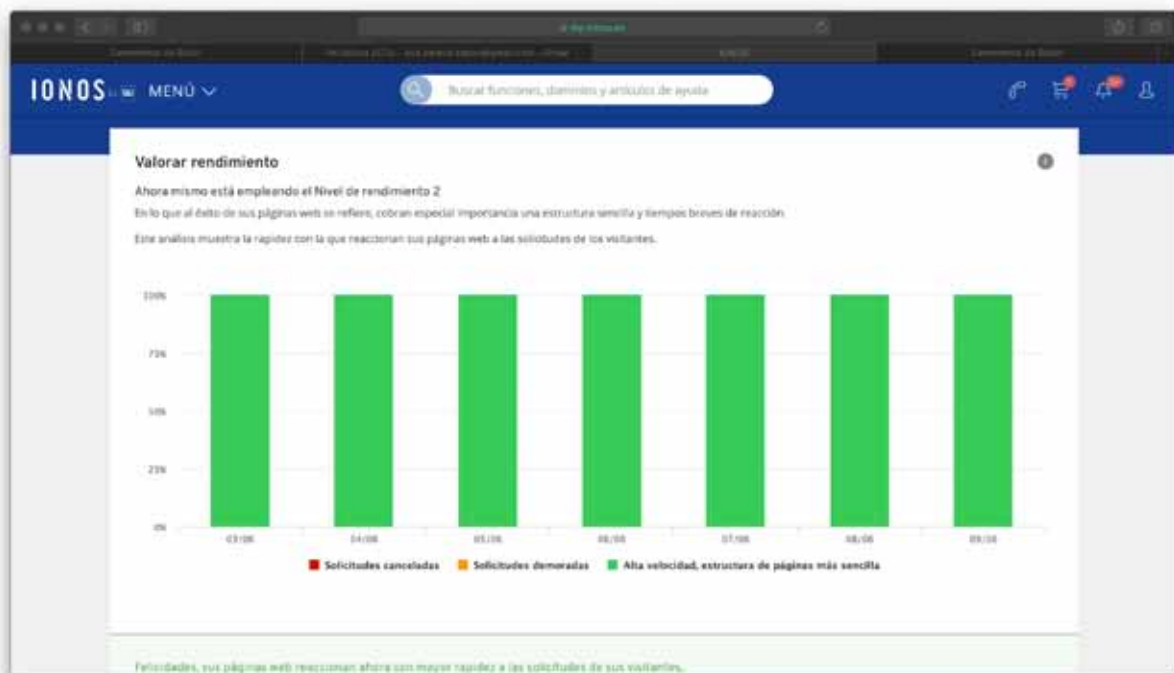 IONOS
MENÚ
Buscar funciones, dominios y artículos de ayuda
Valorar rendimiento
Ahora mismo está empleando el Nivel de rendimiento 2
En lo que al éxito de sus páginas web se refiere, cobran especial importancia una estructura sencilla y tiempos breves de reacción.
Este análisis muestra la rapidez con la que reaccionan sus páginas web a las solicitudes de los visitantes.
100%
75%
50%
25%
0%
03/06 04/06 05/06 06/06 07/06 08/06 09/06
Solicitudes canceladas Solicitudes demoradas Alta velocidad, estructura de páginas más sencilla
Felicidades, sus páginas web reaccionan ahora con mayor rapidez a las solicitudes de sus visitantes.